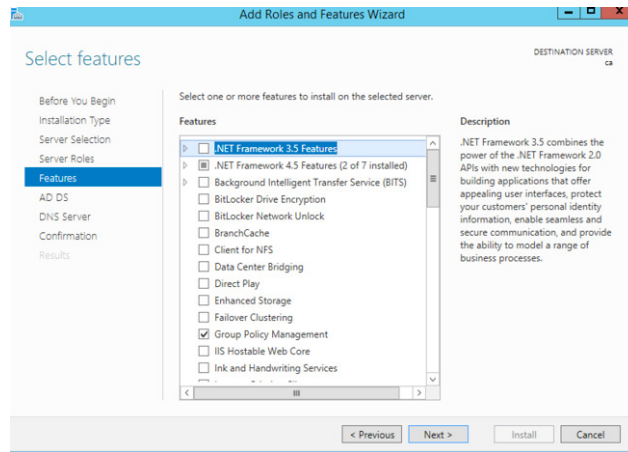 Add Roles and Features Wizard
Select features
DESTINATION SERVER
ca
Before You Begin
Installation Type
Server Selection
Server Roles
Features
AD DS
DNS Server
Confirmation
Results
Select one or more features to install on the selected server.
Features
.NET Framework 3.5 Features
.NET Framework 4.5 Features (2 of 7 installed)
Background Intelligent Transfer Service (BITS)
BitLocker Drive Encryption
BitLocker Network Unlock
BranchCache
Client for NFS
Data Center Bridging
Direct Play
Enhanced Storage
Failover Clustering
Group Policy Management
IIS Hostable Web Core
Ink and Handwriting Services
Description
.NET Framework 3.5 combines the
power of the .NET Framework 2.0
APIs with new technologies for
building applications that offer
appealing user interfaces, protect
your customers' personal identity
information, enable seamless and
secure communication, and provide
the ability to model a range of
business processes.
< Previous
Next >
Install
Cancel